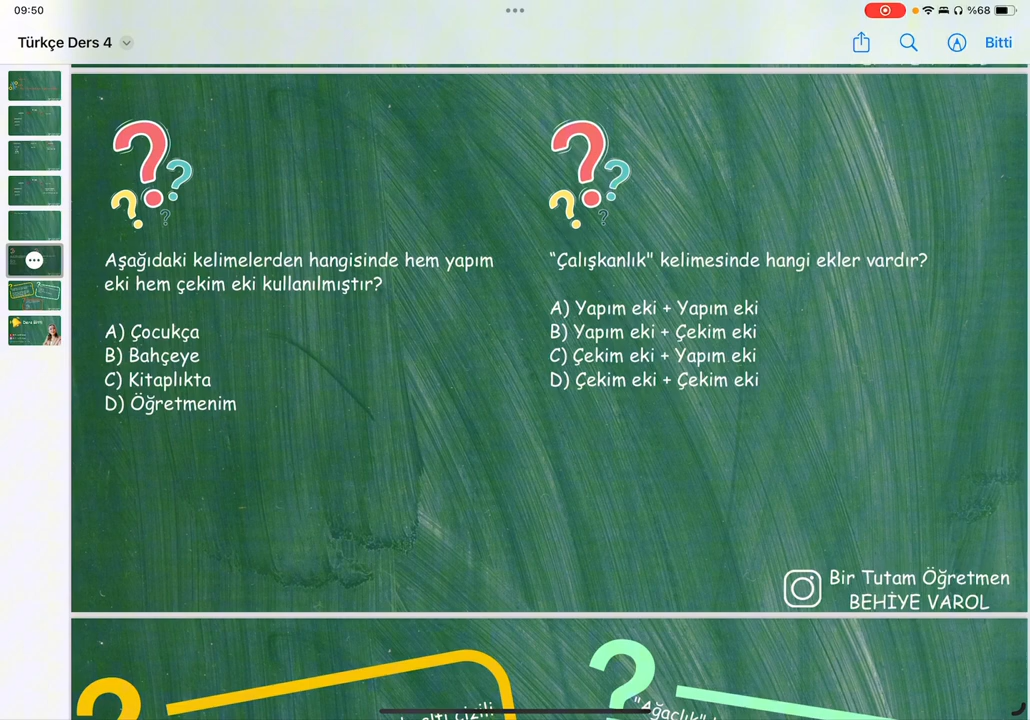 09:50
%68
Türkçe Ders 4
Bitti
Aşağıdaki kelimelerden hangisinde hem yapım
eki hem çekim eki kullanılmıştır?
A) Çocukça
B) Bahçeye
C) Kitaplıkta
D) Öğretmenim
“Çalışkanlık" kelimesinde hangi ekler vardır?
A) Yapım eki + Yapım eki
B) Yapım eki + Çekim eki
C) Çekim eki + Yapım eki
D) Çekim eki + Çekim eki
Bir Tutam Öğretmen
BEHİYE VAROL
altı çizili
"Ağaçlık"